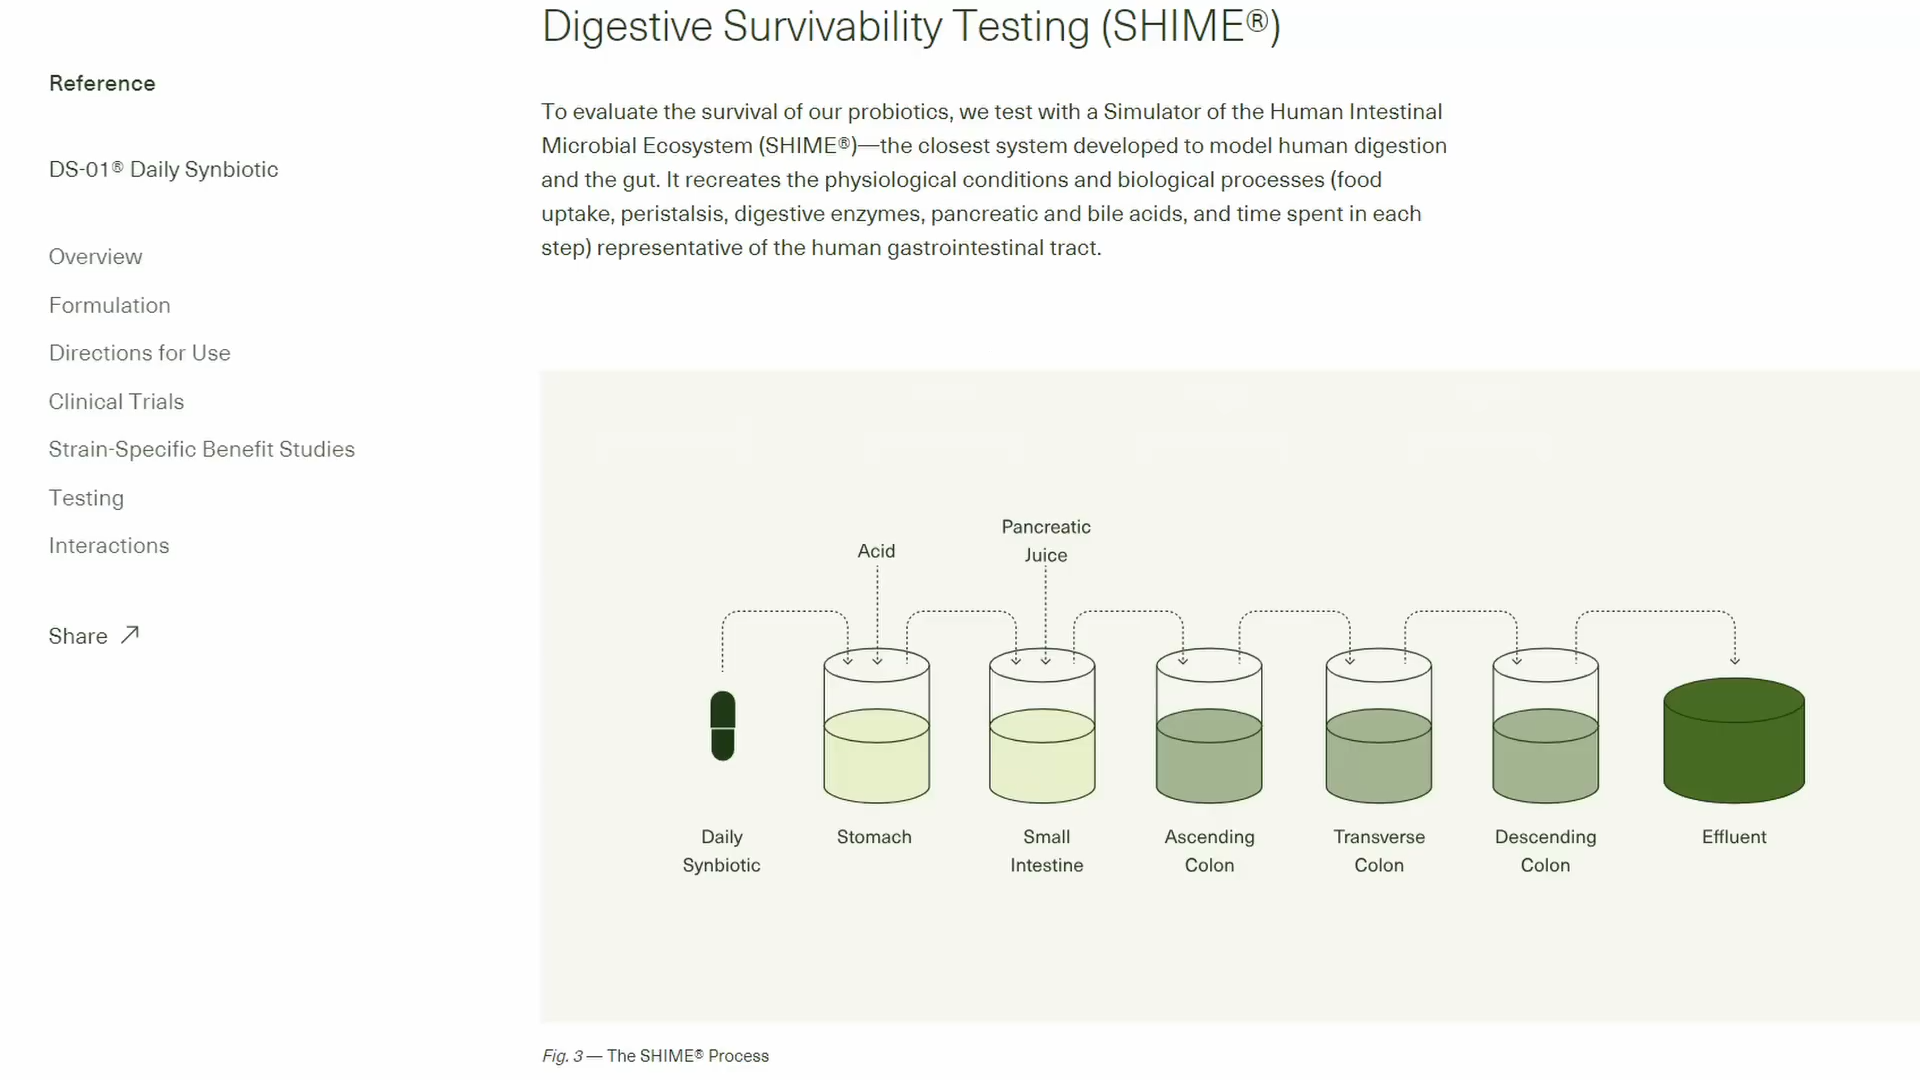 Digestive Survivability Testing (SHIME®)
Reference
DS-01® Daily Synbiotic
Overview
Formulation
Directions for Use
Clinical Trials
Strain-Specific Benefit Studies
Testing
Interactions
Share
To evaluate the survival of our probiotics, we test with a Simulator of the Human Intestinal
Microbial Ecosystem (SHIME®)—the closest system developed to model human digestion
and the gut. It recreates the physiological conditions and biological processes (food
uptake, peristalsis, digestive enzymes, pancreatic and bile acids, and time spent in each
step) representative of the human gastrointestinal tract.
Acid
Pancreatic
Juice
Daily
Synbiotic
Stomach
Small
Intestine
Ascending
Colon
Transverse
Colon
Descending
Colon
Effluent
Fig. 3 — The SHIME® Process